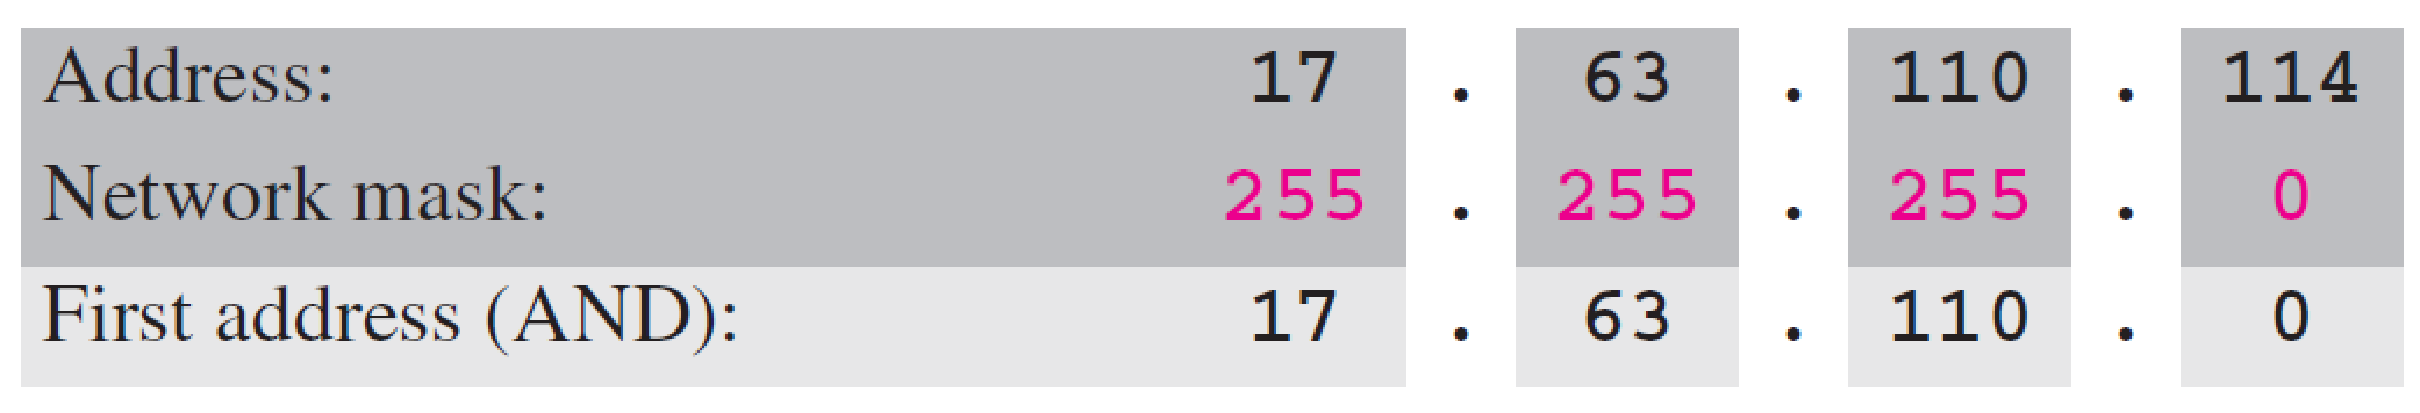 Address: 17 . 63 . 110 . 114
Network mask: 255 . 255 . 255 . 0
First address (AND): 17 . 63 . 110 . 0